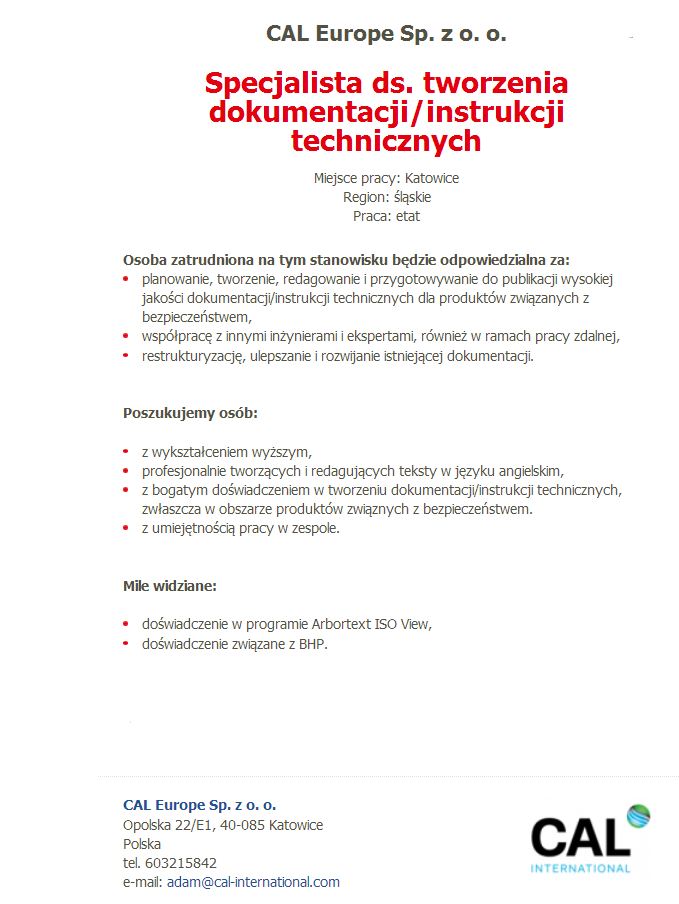 CAL Europe Sp. z o. o.
Specjalista ds. tworzenia
dokumentacji/instrukcji
technicznych
Miejsce pracy: Katowice
Region: śląskie
Praca: etat
Osoba zatrudniona na tym stanowisku będzie odpowiedzialna za:
planowanie, tworzenie, redagowanie i przygotowywanie do publikacji wysokiej
jakości dokumentacji/instrukcji technicznych dla produktów związanych z
bezpieczeństwem,
współpracę z innymi inżynierami i ekspertami, również w ramach pracy zdalnej,
restrukturyzację, ulepszanie i rozwijanie istniejącej dokumentacji.
Poszukujemy osób:
z wykształceniem wyższym,
profesjonalnie tworzących i redagujących teksty w języku angielskim,
z bogatym doświadczeniem w tworzeniu dokumentacji/instrukcji technicznych,
zwłaszcza w obszarze produktów związnych z bezpieczeństwem.
z umiejętnością pracy w zespole.
Mile widziane:
doświadczenie w programie Arbortext ISO View,
doświadczenie związane z BHP.
CAL Europe Sp. z o. o.
Opolska 22/E1, 40-085 Katowice
Polska
tel. 603215842
e-mail: adam@cal-international.com
CAL
INTERNATIONAL